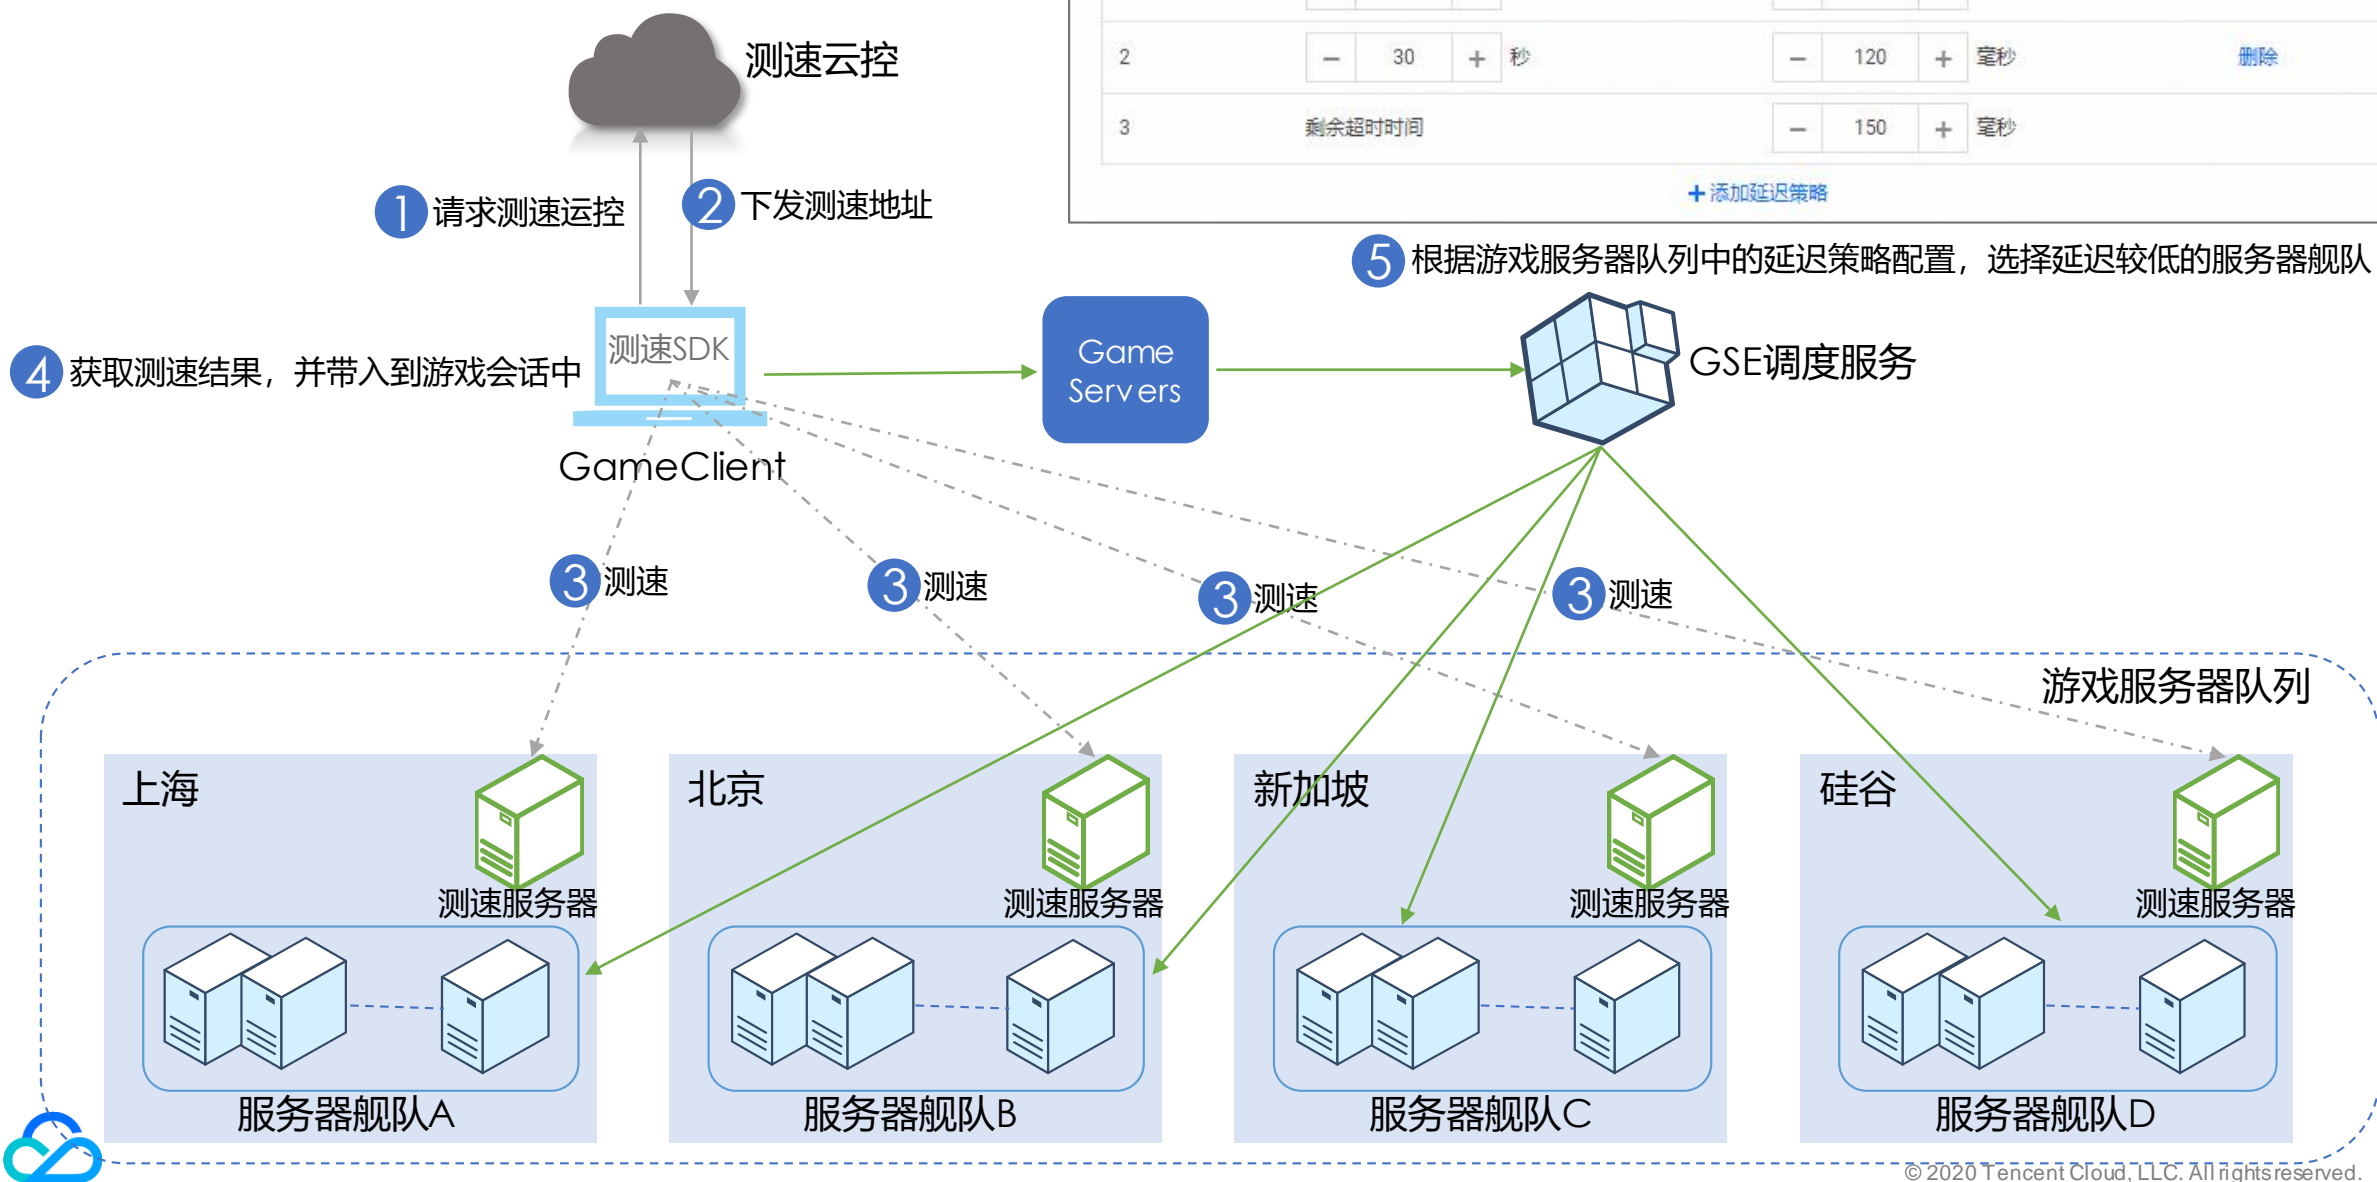 测速云控
2 － 30 + 秒 － 120 + 毫秒 删除
3 剩余超时时间 － 150 + 毫秒
+添加延迟策略
1 请求测速运控
2 下发测速地址
5 根据游戏服务器队列中的延迟策略配置，选择延迟较低的服务器舰队
测速SDK
Game
Servers
GSE调度服务
4 获取测速结果，并带入到游戏会话中
GameClient
3 测速
3 测速
3 测速
3 测速
游戏服务器队列
上海
北京
新加坡
硅谷
测速服务器
测速服务器
测速服务器
测速服务器
服务器舰队A
服务器舰队B
服务器舰队C
服务器舰队D
© 2020 Tencent Cloud, LLC. All rights reserved.